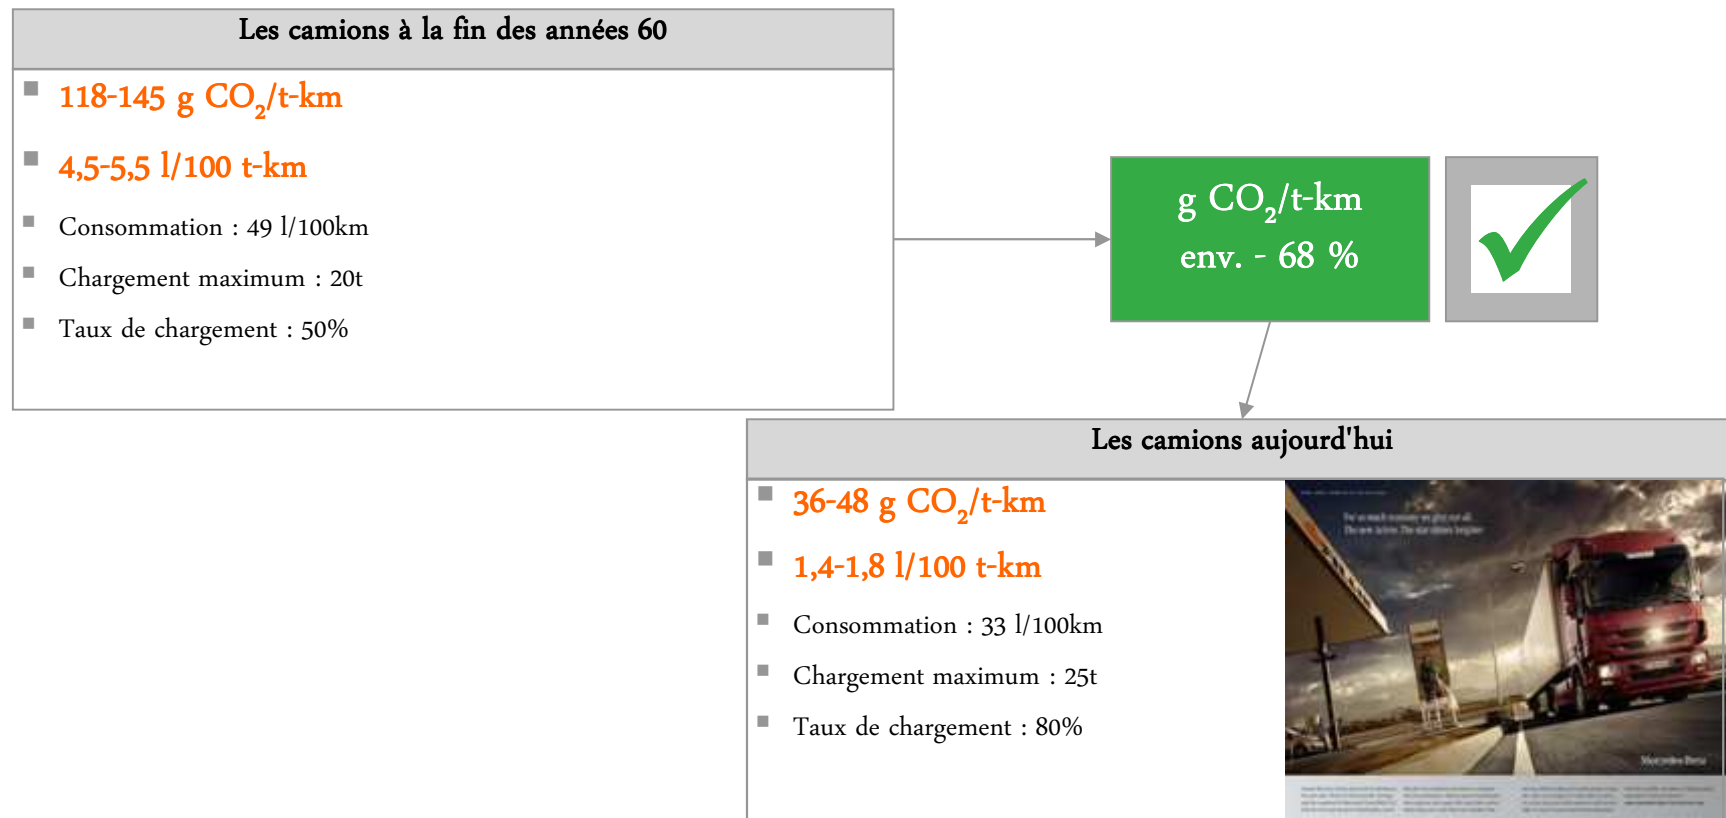 Les camions à la fin des années 60
118-145 g CO₂/t-km
4,5-5,5 l/100 t-km
Consommation : 49 l/100km
Chargement maximum : 20t
Taux de chargement : 50%
g CO₂/t-km
env. - 68 %
Les camions aujourd'hui
36-48 g CO₂/t-km
1,4-1,8 l/100 t-km
Consommation : 33 l/100km
Chargement maximum : 25t
Taux de chargement : 80%
Mercedes-Benz